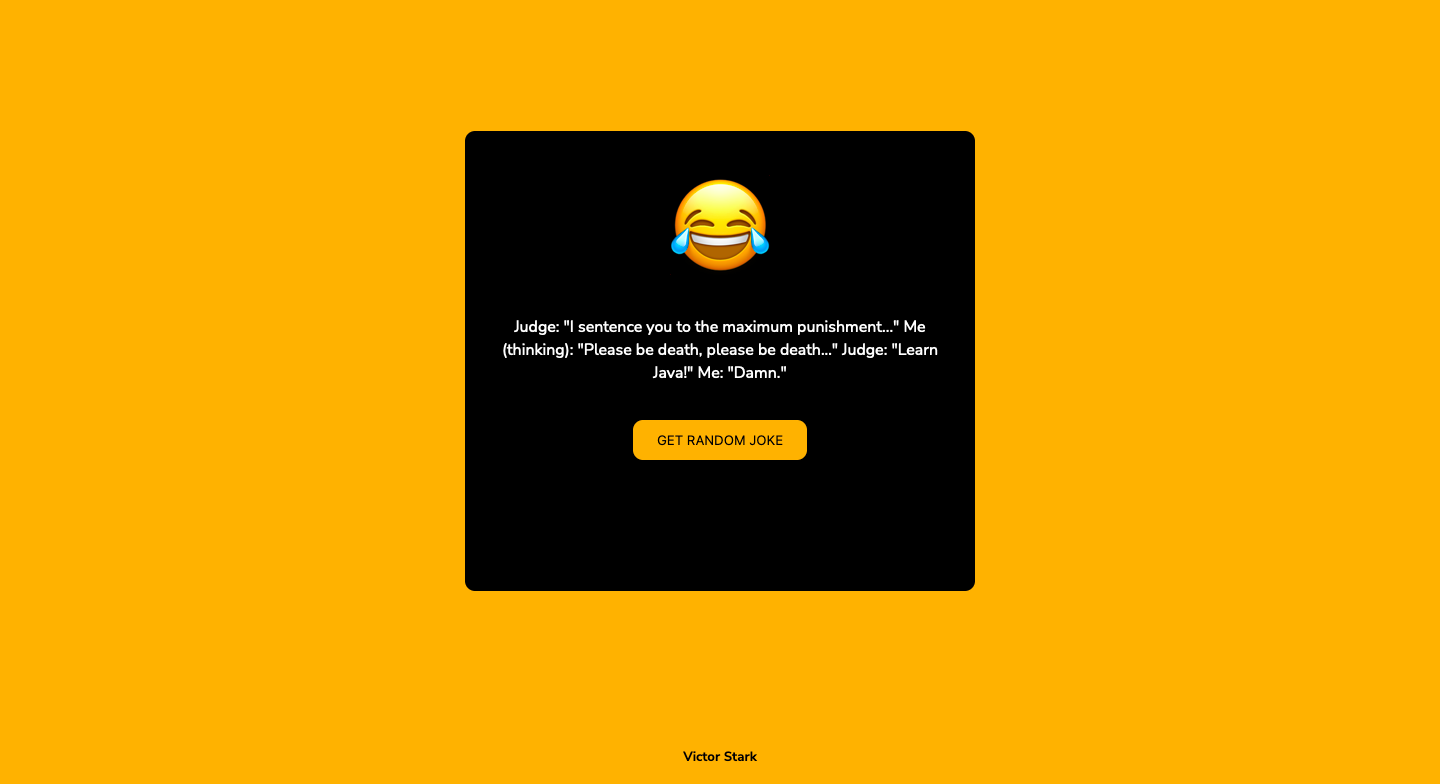 Judge: "I sentence you to the maximum punishment..." Me
(thinking): "Please be death, please be death..." Judge: "Learn
Java!" Me: "Damn."
GET RANDOM JOKE
Victor Stark